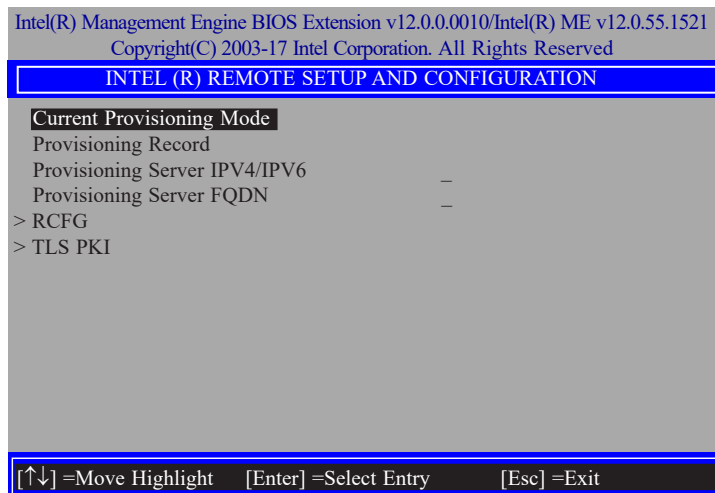 Intel(R) Management Engine BIOS Extension v12.0.0.0010/Intel(R) ME v12.0.55.1521
Copyright(C) 2003-17 Intel Corporation. All Rights Reserved
INTEL (R) REMOTE SETUP AND CONFIGURATION
Current Provisioning Mode
Provisioning Record
Provisioning Server IPV4/IPV6 _
Provisioning Server FQDN _
> RCFG
> TLS PKI
[↑↓] =Move Highlight [Enter] =Select Entry [Esc] =Exit